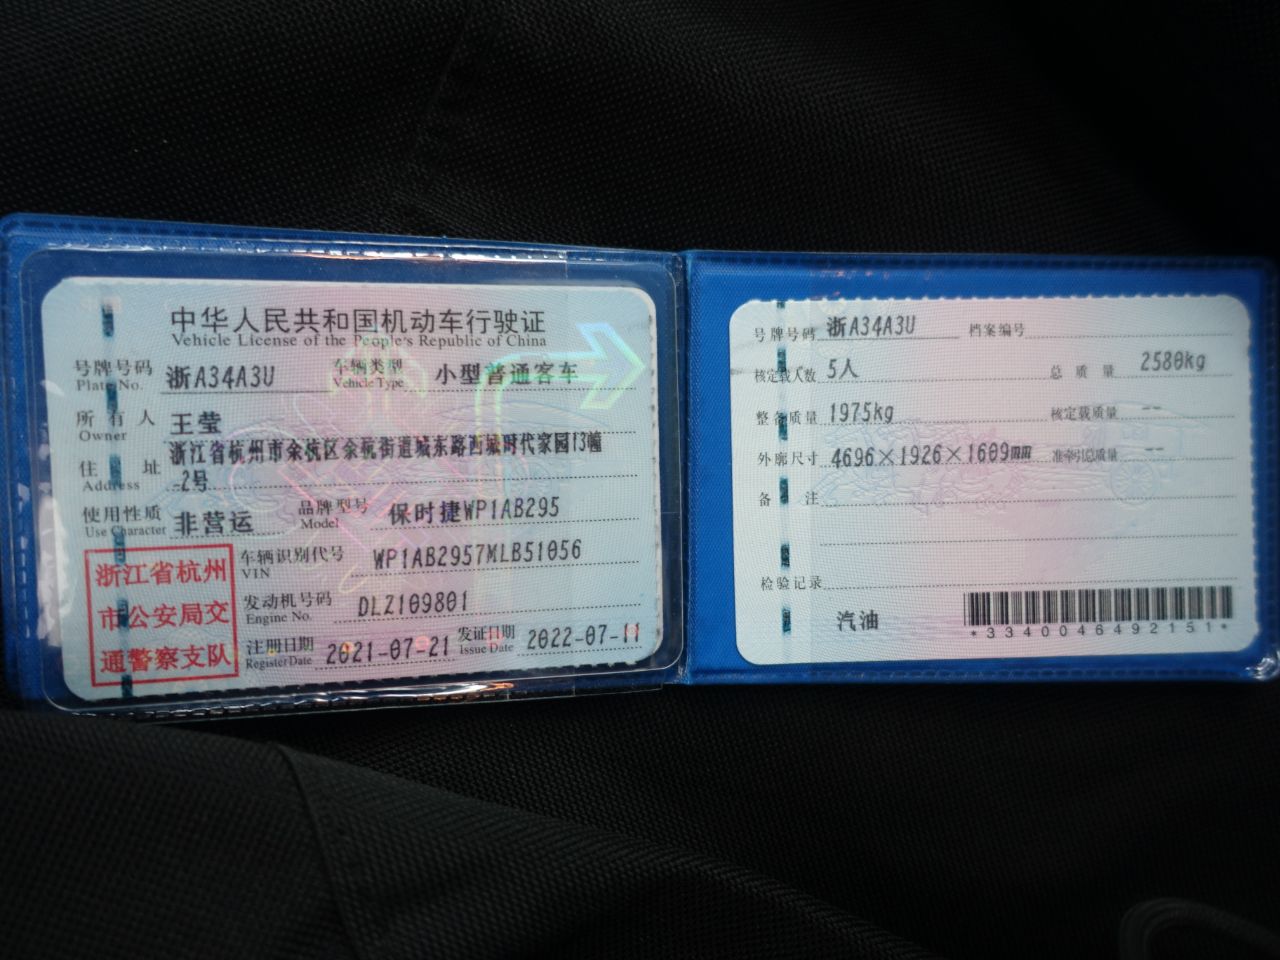 中华人民共和国机动车行驶证
Vehicle License of the People's Republic of China
号牌号码 浙A34A3U 车辆类型 小型普通客车
Plate No. Vehicle Type
所有人 王莹
Owner
住址 浙江省杭州市余杭区余杭街道城东路西城时代家园13幢
Address -2号
使用性质 非营运 品牌型号 保时捷WP1AB295
Use Character Model
浙江省杭州
市公安局交
通警察支队
车辆识别代号 WP1AB2957MLB51056
VIN
发动机号码 DLZ109801
Engine No.
注册日期 2021-07-21 发证日期 2022-07-11
Register Date Issue Date
号牌号码 浙A34A3U 档案编号
核定载人数 5人 总质量 2580kg
整备质量 1975kg 核定载质量 --
外廓尺寸 4696×1926×1609mm 准牵引总质量 --
备注
检验记录
汽油
*3340046492151*